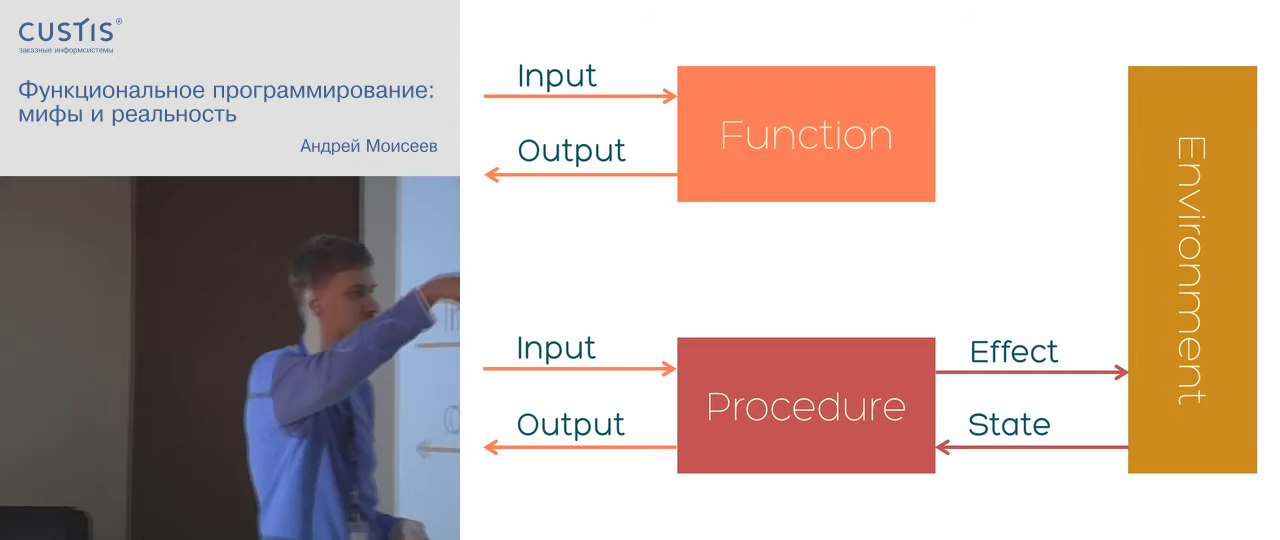 CUSTIS®
заказные информсистемы
Функциональное программирование:
мифы и реальность
Андрей Моисеев
Input
Function
Output
Environment
Input
Procedure
Effect
Output
State